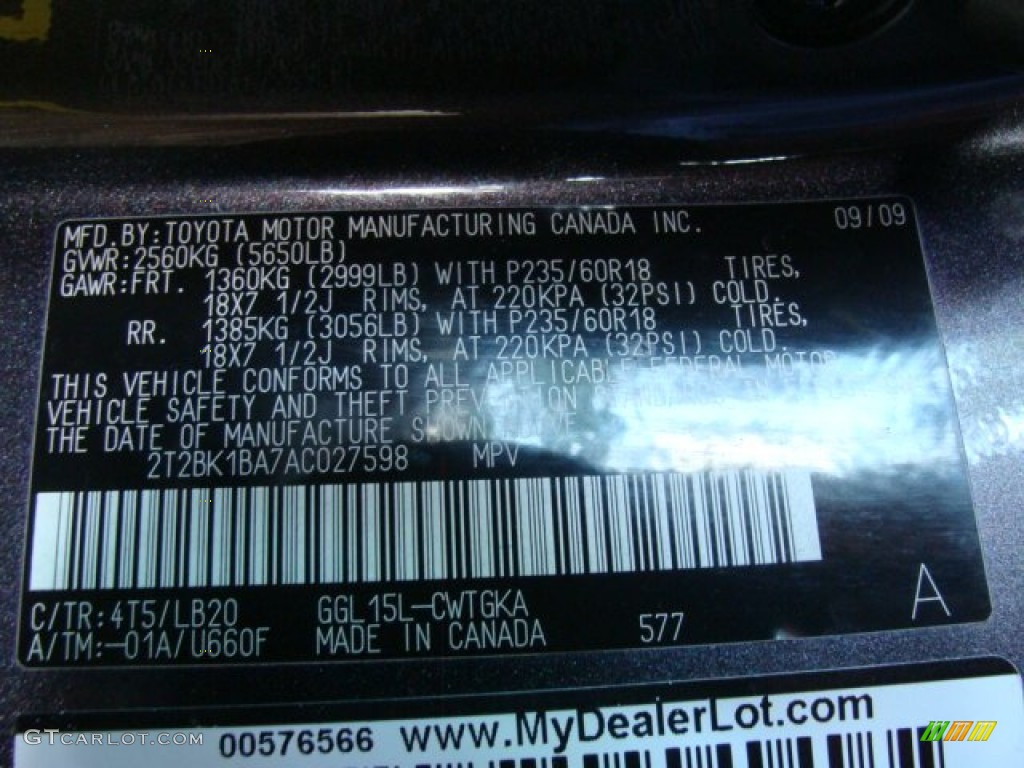 MFD.BY:TOYOTA MOTOR MANUFACTURING CANADA INC. 09/09
GVWR:2560KG (5650LB)
GAWR:FRT. 1360KG (2999LB) WITH P235/60R18 TIRES,
18X7 1/2J RIMS, AT 220KPA (32PSI) COLD.
RR. 1385KG (3056LB) WITH P235/60R18 TIRES,
18X7 1/2J RIMS, AT 220KPA (32PSI) COLD.
THIS VEHICLE CONFORMS TO ALL APPLICABLE FEDERAL MOTOR
VEHICLE SAFETY AND THEFT PREVENTION
THE DATE OF MANUFACTURE SHOWN
2T2BK1BA7AC027598 MPV
C/TR:4T5/LB20 GGL15L-CWTGKA
A/TM:-01A/U660F MADE IN CANADA 577
A
00576566 www.MyDealerLot.com
GTCARLOT.COM